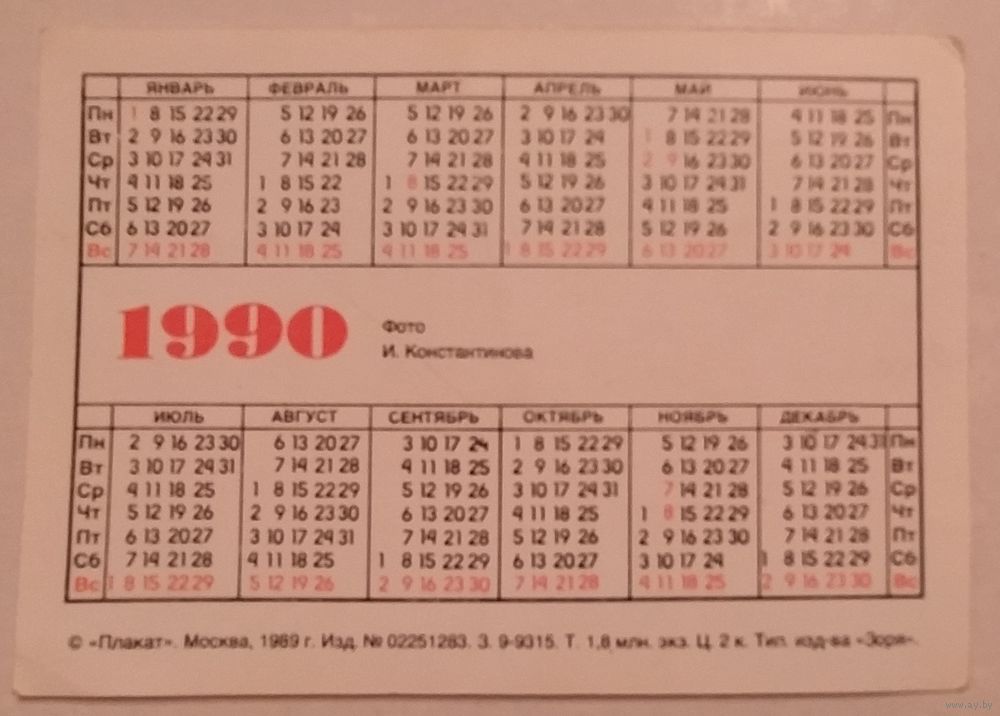 ЯНВАРЬ ФЕВРАЛЬ МАРТ АПРЕЛЬ МАЙ ИЮНЬ
Пн 1 8 15 22 29 5 12 19 26 5 12 19 26 2 9 16 23 30 7 14 21 28 4 11 18 25 Пн
Вт 2 9 16 23 30 6 13 20 27 6 13 20 27 3 10 17 24 1 8 15 22 29 5 12 19 26 Вт
Ср 3 10 17 24 31 7 14 21 28 7 14 21 28 4 11 18 25 2 9 16 23 30 6 13 20 27 Ср
Чт 4 11 18 25 1 8 15 22 1 8 15 22 29 5 12 19 26 3 10 17 24 31 7 14 21 28 Чт
Пт 5 12 19 26 2 9 16 23 2 9 16 23 30 6 13 20 27 4 11 18 25 1 8 15 22 29 Пт
Сб 6 13 20 27 3 10 17 24 3 10 17 24 31 7 14 21 28 5 12 19 26 2 9 16 23 30 Сб
Вс 7 14 21 28 4 11 18 25 4 11 18 25 1 8 15 22 29 6 13 20 27 3 10 17 24 Вс
1990
Фото
И. Константинова
ИЮЛЬ АВГУСТ СЕНТЯБРЬ ОКТЯБРЬ НОЯБРЬ ДЕКАБРЬ
Пн 2 9 16 23 30 6 13 20 27 3 10 17 24 1 8 15 22 29 5 12 19 26 3 10 17 24 31 Пн
Вт 3 10 17 24 31 7 14 21 28 4 11 18 25 2 9 16 23 30 6 13 20 27 4 11 18 25 Вт
Ср 4 11 18 25 1 8 15 22 29 5 12 19 26 3 10 17 24 31 7 14 21 28 5 12 19 26 Ср
Чт 5 12 19 26 2 9 16 23 30 6 13 20 27 4 11 18 25 1 8 15 22 29 6 13 20 27 Чт
Пт 6 13 20 27 3 10 17 24 31 7 14 21 28 5 12 19 26 2 9 16 23 30 7 14 21 28 Пт
Сб 7 14 21 28 4 11 18 25 1 8 15 22 29 6 13 20 27 3 10 17 24 1 8 15 22 29 Сб
Вс 1 8 15 22 29 5 12 19 26 2 9 16 23 30 7 14 21 28 4 11 18 25 2 9 16 23 30 Вс
© «Плакат». Москва, 1989 г. Изд. № 02251283. З. 9-9315. Т. 1,8 млн. экз. Ц. 2 к. Тип. изд-ва «Зоря».
www.ay.by